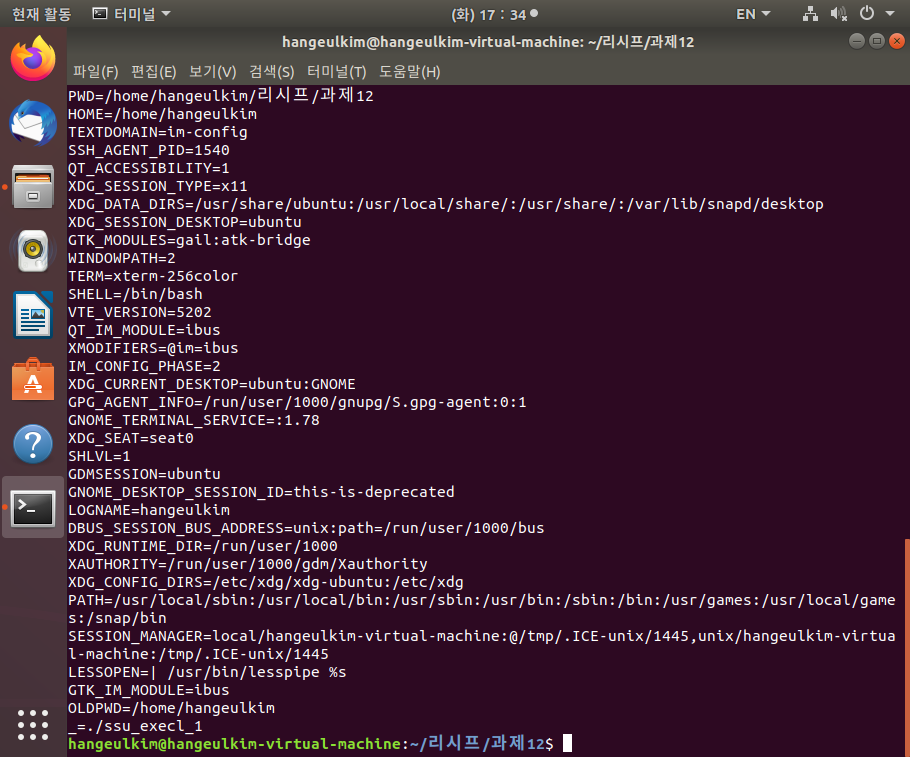 현재 활동 터미널 (화) 17 : 34 EN
hangeulkim@hangeulkim-virtual-machine: ~/리시프/과제12
파일(F) 편집(E) 보기(V) 검색(S) 터미널(T) 도움말(H)
PWD=/home/hangeulkim/리시프/과제12
HOME=/home/hangeulkim
TEXTDOMAIN=im-config
SSH_AGENT_PID=1540
QT_ACCESSIBILITY=1
XDG_SESSION_TYPE=x11
XDG_DATA_DIRS=/usr/share/ubuntu:/usr/local/share/:/usr/share/:/var/lib/snapd/desktop
XDG_SESSION_DESKTOP=ubuntu
GTK_MODULES=gail:atk-bridge
WINDOWPATH=2
TERM=xterm-256color
SHELL=/bin/bash
VTE_VERSION=5202
QT_IM_MODULE=ibus
XMODIFIERS=@im=ibus
IM_CONFIG_PHASE=2
XDG_CURRENT_DESKTOP=ubuntu:GNOME
GPG_AGENT_INFO=/run/user/1000/gnupg/S.gpg-agent:0:1
GNOME_TERMINAL_SERVICE=:1.78
XDG_SEAT=seat0
SHLVL=1
GDMSESSION=ubuntu
GNOME_DESKTOP_SESSION_ID=this-is-deprecated
LOGNAME=hangeulkim
DBUS_SESSION_BUS_ADDRESS=unix:path=/run/user/1000/bus
XDG_RUNTIME_DIR=/run/user/1000
XAUTHORITY=/run/user/1000/gdm/Xauthority
XDG_CONFIG_DIRS=/etc/xdg/xdg-ubuntu:/etc/xdg
PATH=/usr/local/sbin:/usr/local/bin:/usr/sbin:/usr/bin:/sbin:/bin:/usr/games:/usr/local/game
s:/snap/bin
SESSION_MANAGER=local/hangeulkim-virtual-machine:@/tmp/.ICE-unix/1445,unix/hangeulkim-virtua
l-machine:/tmp/.ICE-unix/1445
LESSOPEN=| /usr/bin/lesspipe %s
GTK_IM_MODULE=ibus
OLDPWD=/home/hangeulkim
_=./ssu_execl_1
hangeulkim@hangeulkim-virtual-machine:~/리시프/과제12$